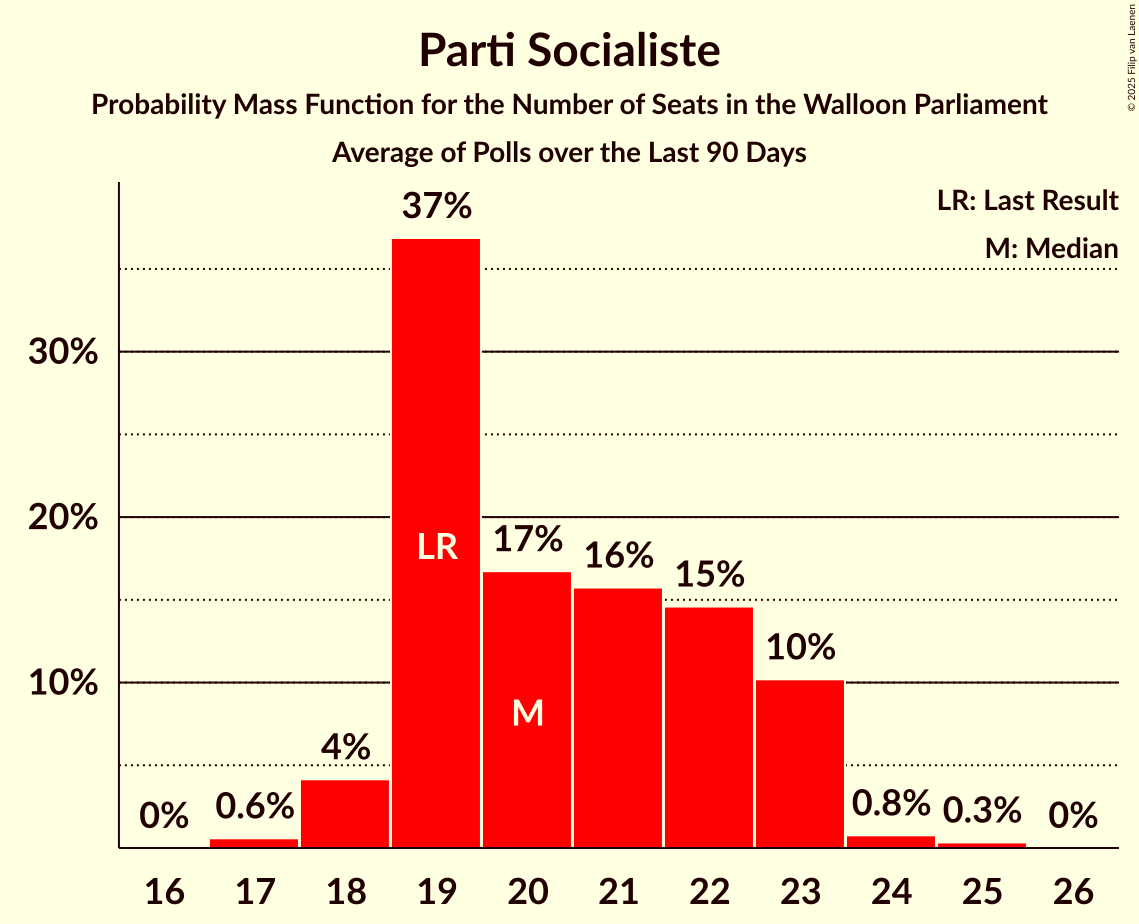 Parti Socialiste
Probability Mass Function for the Number of Seats in the Walloon Parliament
Average of Polls over the Last 90 Days
© 2025 Filip van Laenen
LR: Last Result
M: Median
37%
30%
20%
LR
17%
16%
15%
10%
10%
M
4%
0%
0.6%
0.8%
0.3%
0%
16 17 18 19 20 21 22 23 24 25 26